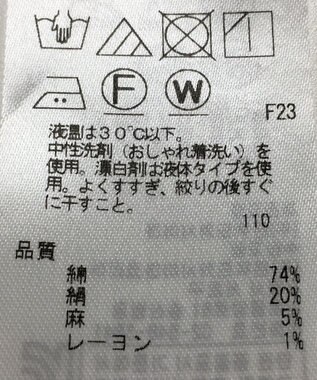 F W
F23
液温は30℃以下。
中性洗剤（おしゃれ着洗い）を
使用。漂白剤は液体タイプを使
用。よくすすぎ、絞りの後すぐ
に干すこと。
110
品質
綿 74%
絹 20%
麻 5%
レーヨン 1%